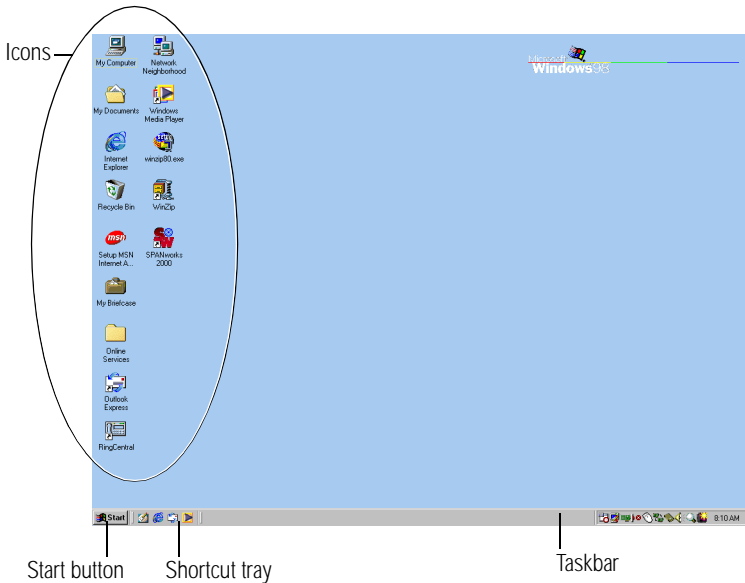 Icons
My Computer
Network
Neighborhood
Microsoft
Windows98
My Documents
Windows
Media Player
Internet
Explorer
winzip80.exe
Recycle Bin
WinZip
msn
Setup MSN
Internet A...
SPANworks
2000
My Briefcase
Online
Services
Outlook
Express
RingCentral
Start
8:10 AM
Start button
Shortcut tray
Taskbar